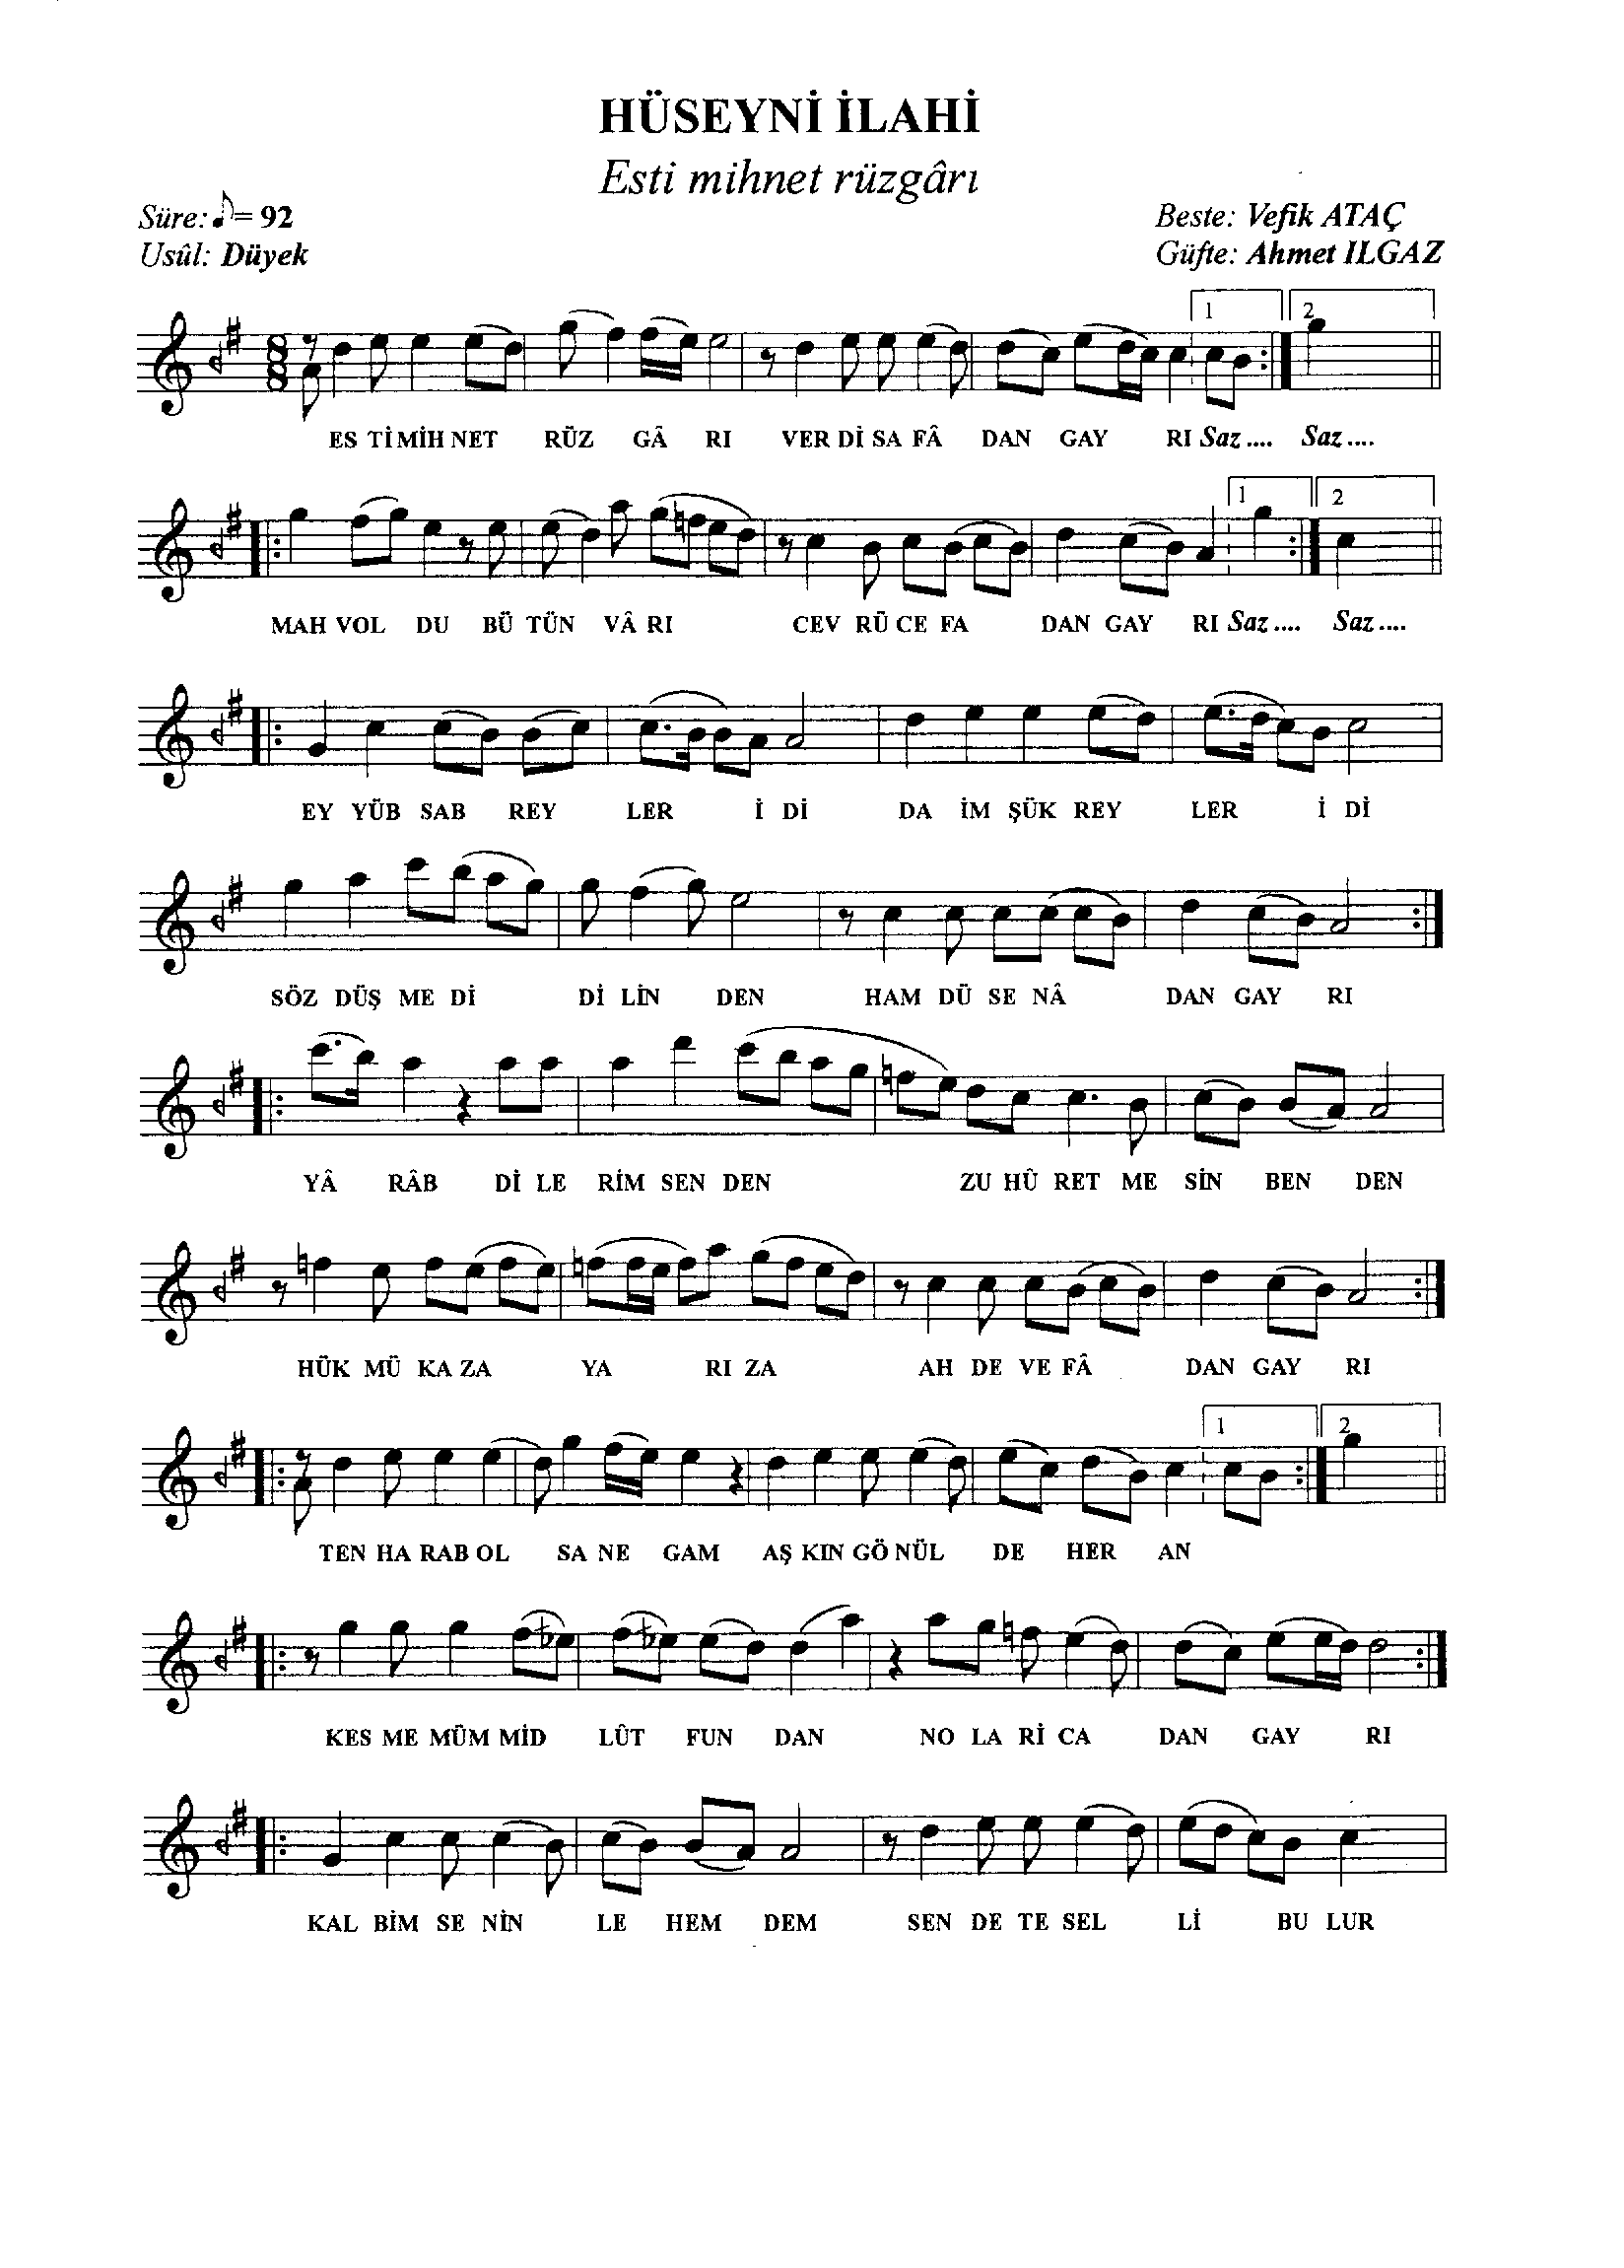 HÜSEYNİ İLAHİ
Esti mihnet rüzgârı
Süre: ♪= 92
Usûl: Düyek
Beste: Vefik ATAÇ
Güfte: Ahmet ILGAZ
1 2
8 8
ES Tİ MİH NET RÜZ GÂ RI VER Dİ SA FÂ DAN GAY RI Saz.... Saz....
1 2
MAH VOL DU BÜ TÜN VÂ RI CEV RÜ CE FA DAN GAY RI Saz.... Saz....
EY YÜB SAB REY LER İ Dİ DA İM ŞÜK REY LER İ Dİ
SÖZ DÜŞ ME Dİ Dİ LİN DEN HAM DÜ SE NÂ DAN GAY RI
YÂ RÂB Dİ LE RİM SEN DEN ZU HÛ RET ME SİN BEN DEN
HÜK MÜ KA ZA YA RI ZA AH DE VE FÂ DAN GAY RI
1 2
TEN HA RAB OL SA NE GAM AŞ KIN GÖ NÜL DE HER AN
KES ME MÜM MİD LÛT FUN DAN NO LA Rİ CA DAN GAY RI
KAL BİM SE NİN LE HEM DEM SEN DE TE SEL Lİ BU LUR